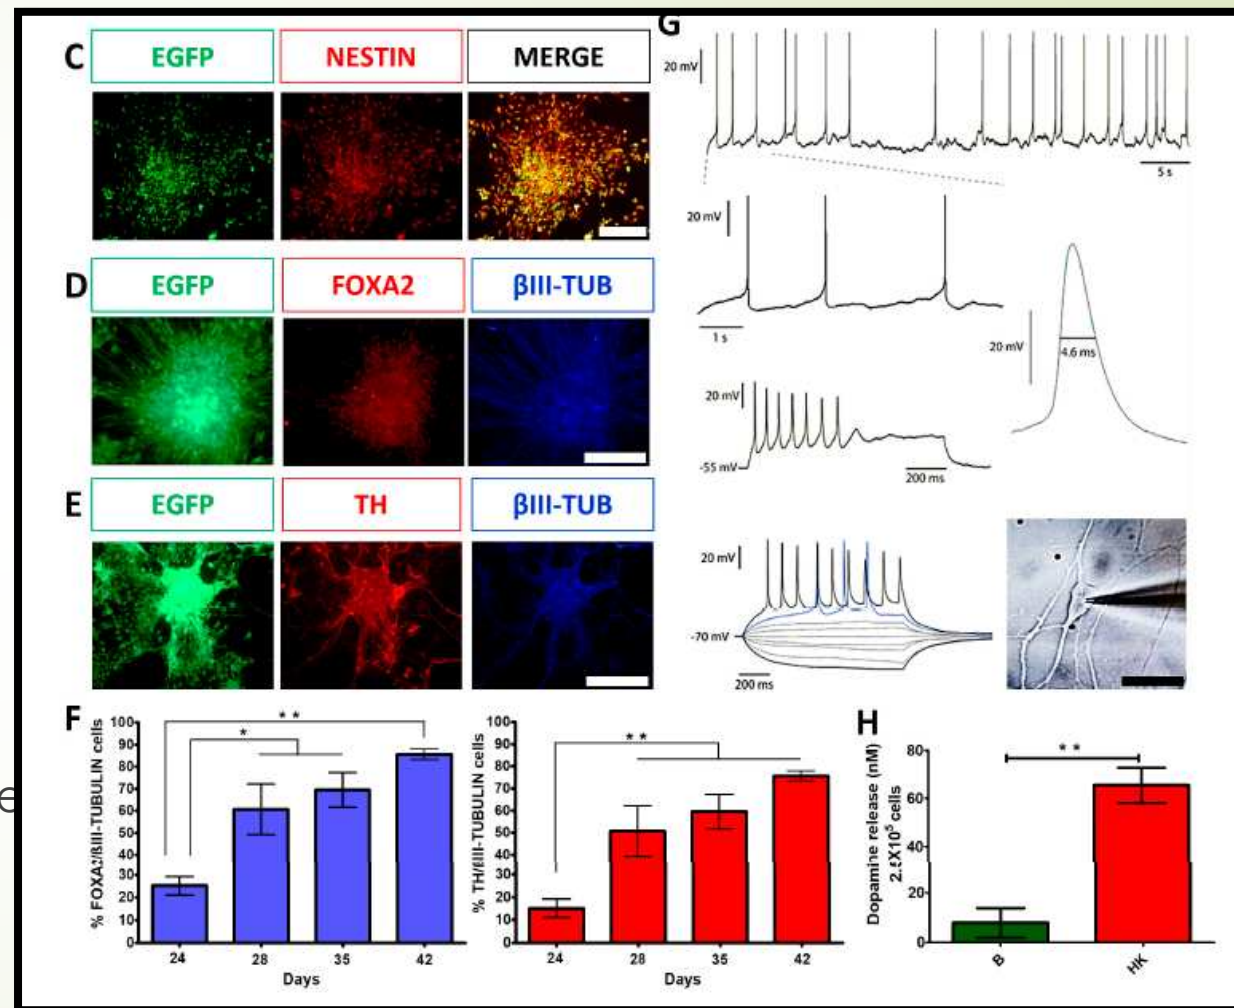 C
EGFP NESTIN MERGE
D
EGFP FOXA2 βIII-TUB
E
EGFP TH βIII-TUB
F
% FOXA2/βIII-TUBULIN cells
100
90
80
70
60
50
40
30
20
10
0
* *
*
24 28 35 42
Days
% TH/βIII-TUBULIN cells
100
90
80
70
60
50
40
30
20
10
0
* *
24 28 35 42
Days
G
20 mV
5 s
20 mV
1 s
20 mV
4.6 ms
20 mV
-55 mV
200 ms
20 mV
-70 mV
200 ms
H
Dopamine release (nM)
2.5X10⁵ cells
80
60
40
20
0
* *
B HK
e